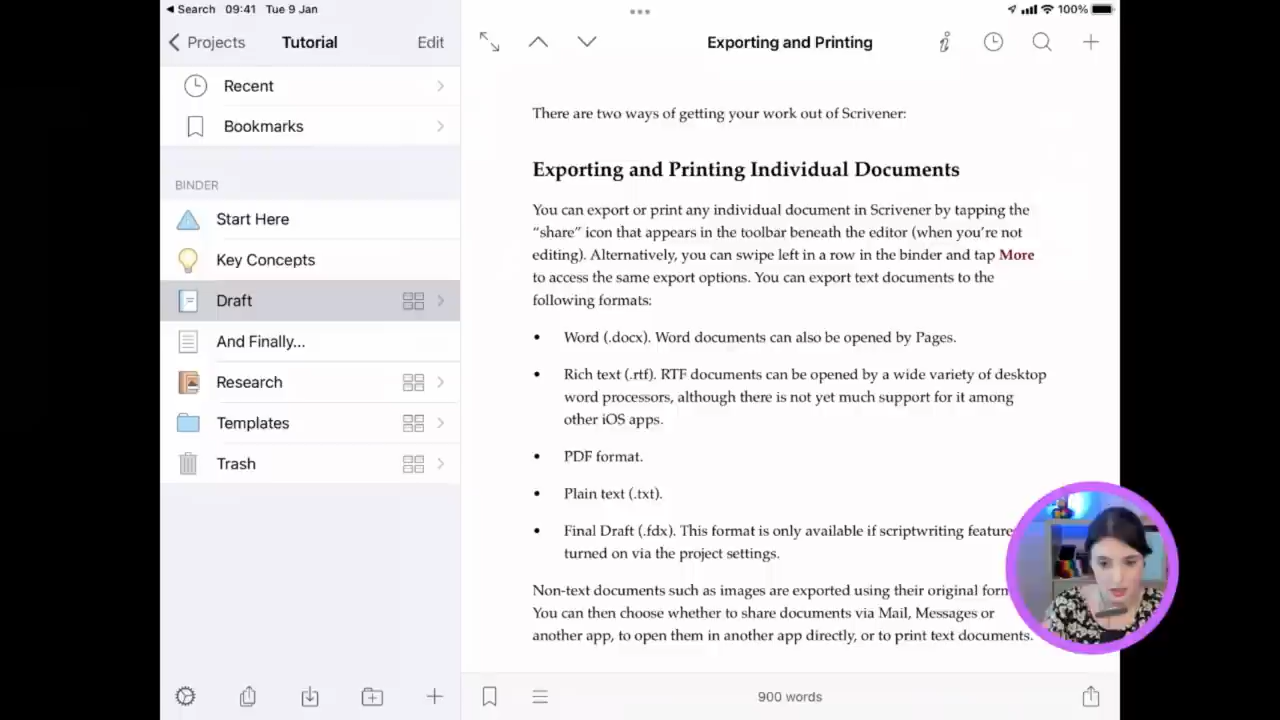 Search 09:41 Tue 9 Jan
100%
Projects
Tutorial
Edit
Recent
Bookmarks
BINDER
Start Here
Key Concepts
Draft
And Finally...
Research
Templates
Trash
Exporting and Printing
There are two ways of getting your work out of Scrivener:
Exporting and Printing Individual Documents
You can export or print any individual document in Scrivener by tapping the
“share” icon that appears in the toolbar beneath the editor (when you’re not
editing). Alternatively, you can swipe left in a row in the binder and tap More
to access the same export options. You can export text documents to the
following formats:
• Word (.docx). Word documents can also be opened by Pages.
• Rich text (.rtf). RTF documents can be opened by a wide variety of desktop
word processors, although there is not yet much support for it among
other iOS apps.
• PDF format.
• Plain text (.txt).
• Final Draft (.fdx). This format is only available if scriptwriting feature
turned on via the project settings.
Non-text documents such as images are exported using their original
You can then choose whether to share documents via Mail, Messages or
another app, to open them in another app directly, or to print text documents.
900 words